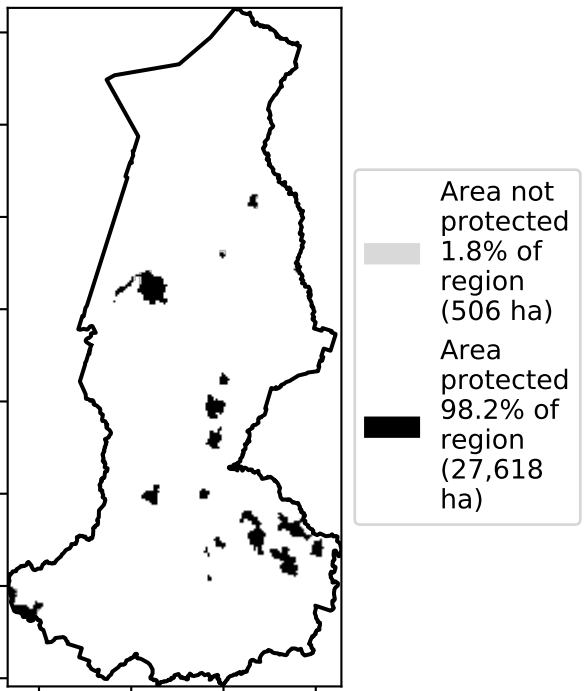 Area not
protected
1.8% of
region
(506 ha)
Area
protected
98.2% of
region
(27,618
ha)